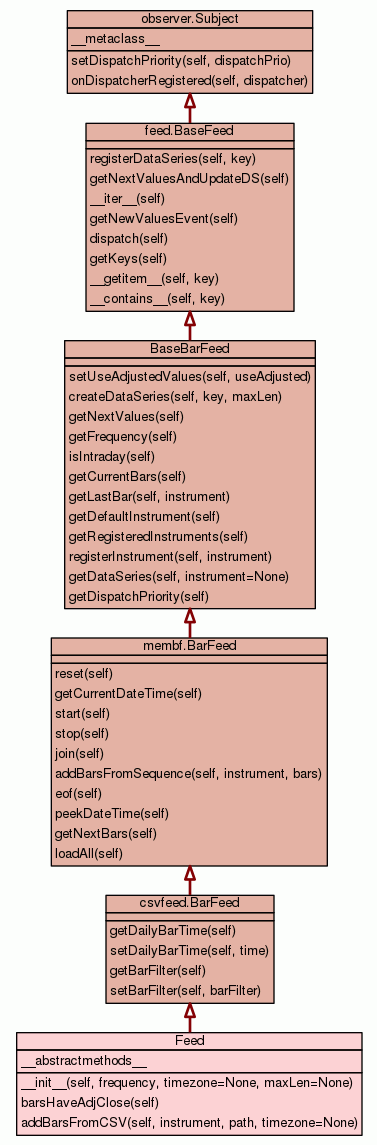 observer.Subject
__metaclass__
setDispatchPriority(self, dispatchPrio)
onDispatcherRegistered(self, dispatcher)
feed.BaseFeed
registerDataSeries(self, key)
getNextValuesAndUpdateDS(self)
__iter__(self)
getNewValuesEvent(self)
dispatch(self)
getKeys(self)
__getitem__(self, key)
__contains__(self, key)
BaseBarFeed
setUseAdjustedValues(self, useAdjusted)
createDataSeries(self, key, maxLen)
getNextValues(self)
getFrequency(self)
isIntraday(self)
getCurrentBars(self)
getLastBar(self, instrument)
getDefaultInstrument(self)
getRegisteredInstruments(self)
registerInstrument(self, instrument)
getDataSeries(self, instrument=None)
getDispatchPriority(self)
membf.BarFeed
reset(self)
getCurrentDateTime(self)
start(self)
stop(self)
join(self)
addBarsFromSequence(self, instrument, bars)
eof(self)
peekDateTime(self)
getNextBars(self)
loadAll(self)
csvfeed.BarFeed
getDailyBarTime(self)
setDailyBarTime(self, time)
getBarFilter(self)
setBarFilter(self, barFilter)
Feed
__abstractmethods__
__init__(self, frequency, timezone=None, maxLen=None)
barsHaveAdjClose(self)
addBarsFromCSV(self, instrument, path, timezone=None)